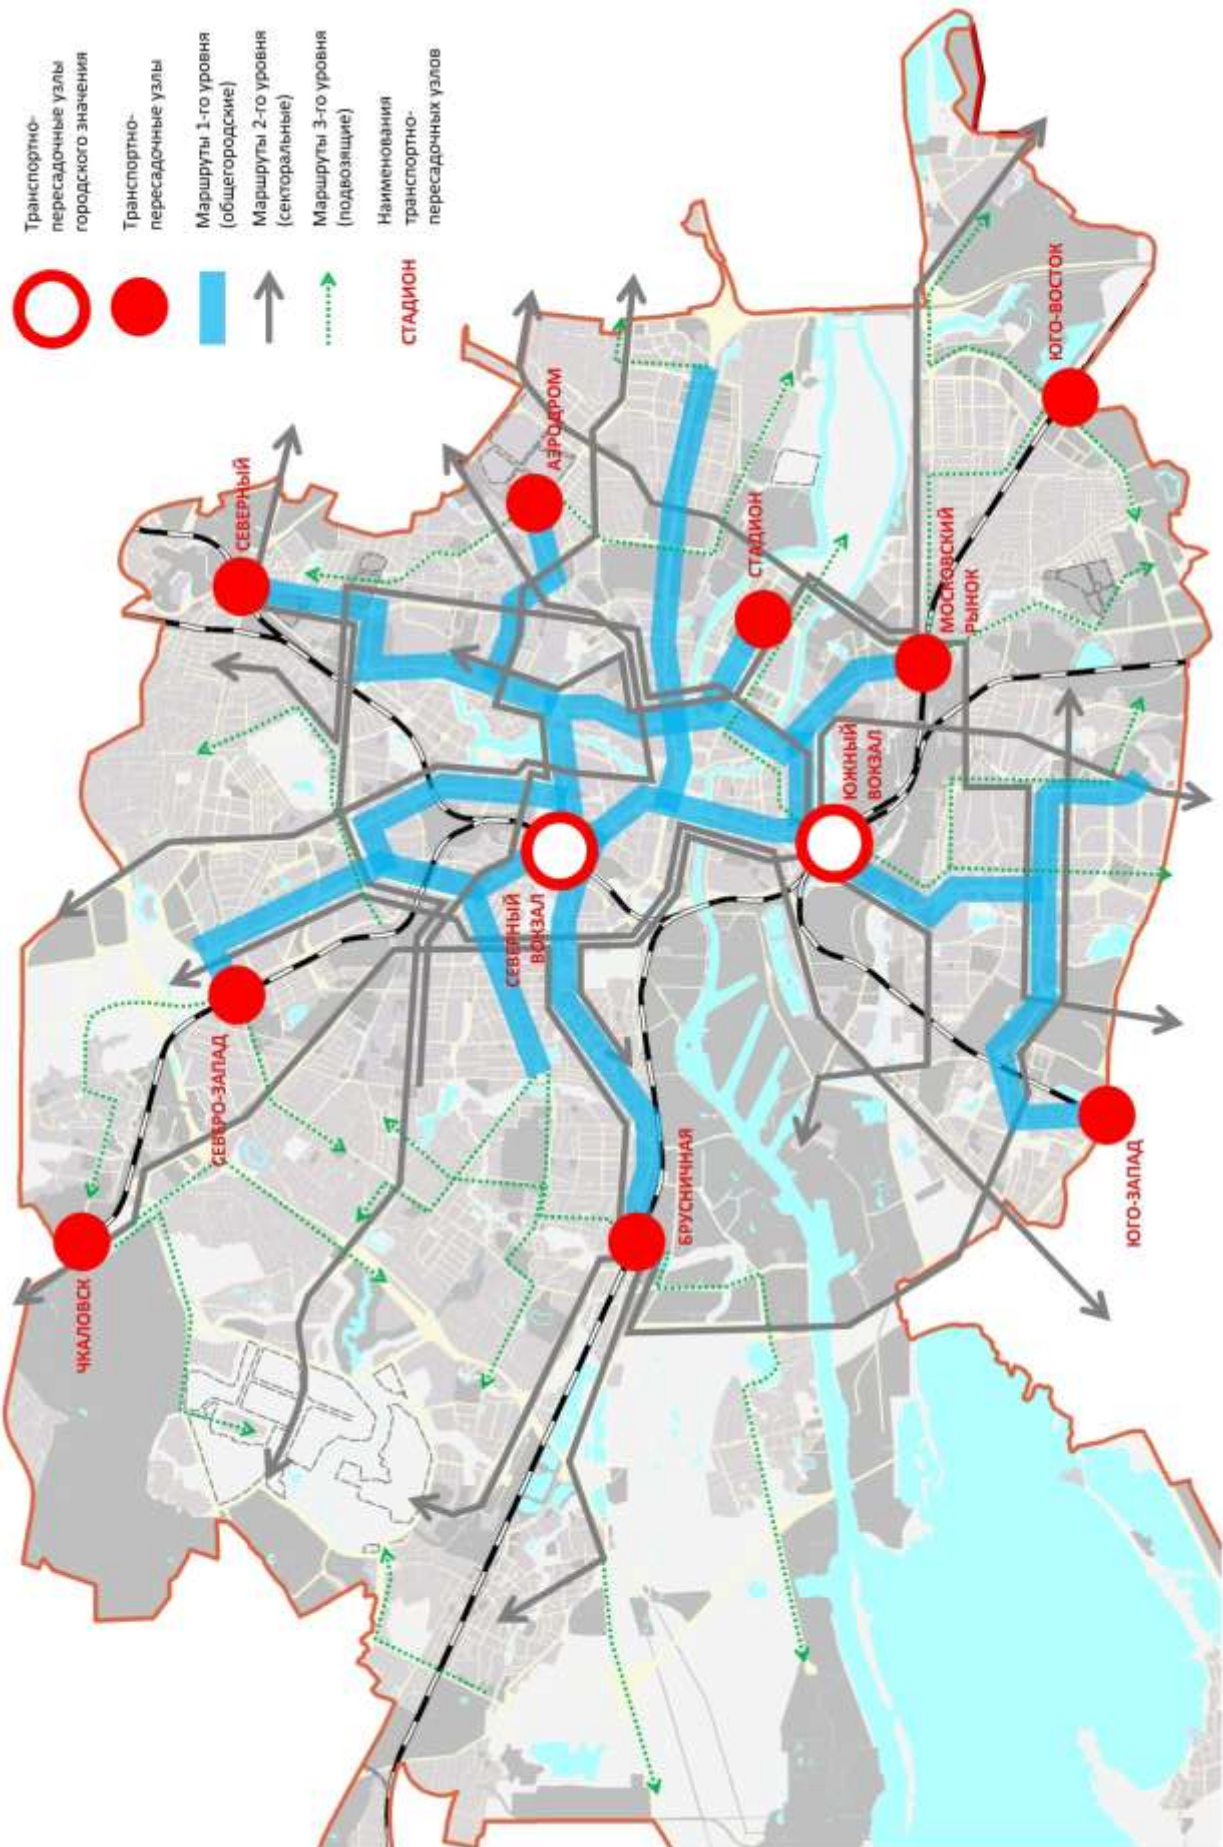 Транспортно-
пересадочные узлы
городского значения
Транспортно-
пересадочные узлы
Маршруты 1-го уровня
(общегородские)
Маршруты 2-го уровня
(секторальные)
Маршруты 3-го уровня
(подвозящие)
СТАДИОН
Наименования
транспортно-
пересадочных узлов
ЧКАЛОВСК
СЕВЕРО-ЗАПАД
СЕВЕРНЫЙ
АЭРОДРОМ
СЕВЕРНЫЙ
ВОКЗАЛ
БРУСНИЧНАЯ
СТАДИОН
ЮЖНЫЙ
ВОКЗАЛ
МОСКОВСКИЙ
РЫНОК
ЮГО-ВОСТОК
ЮГО-ЗАПАД